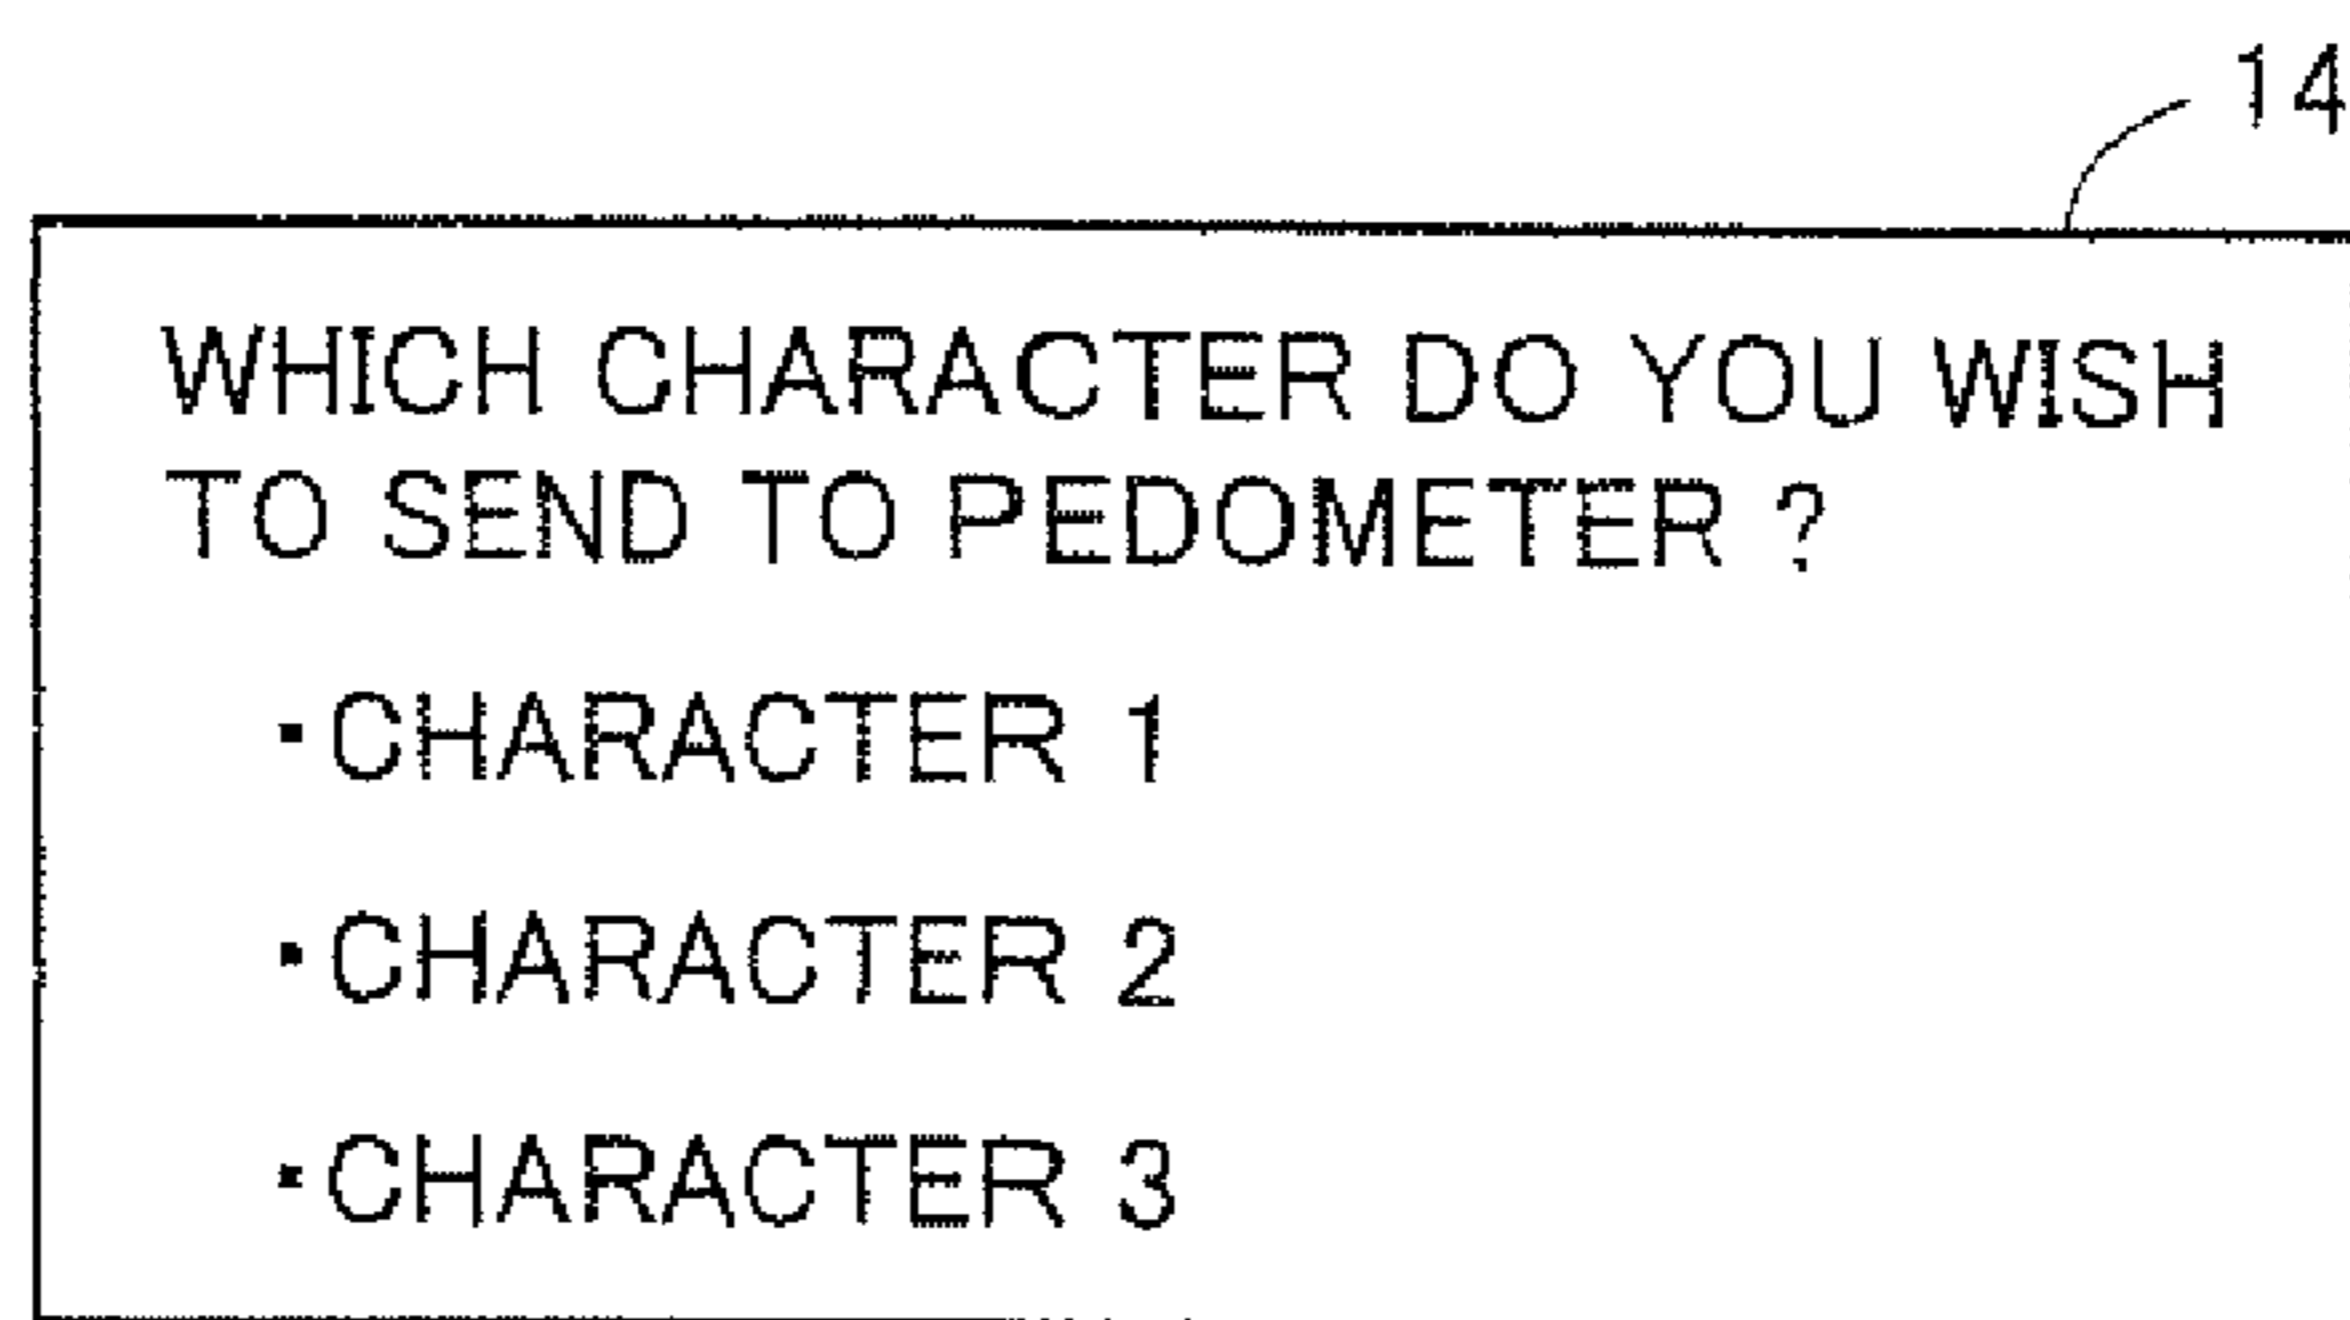 14
WHICH CHARACTER DO YOU WISH
TO SEND TO PEDOMETER ?
▪CHARACTER 1
▪CHARACTER 2
▪CHARACTER 3